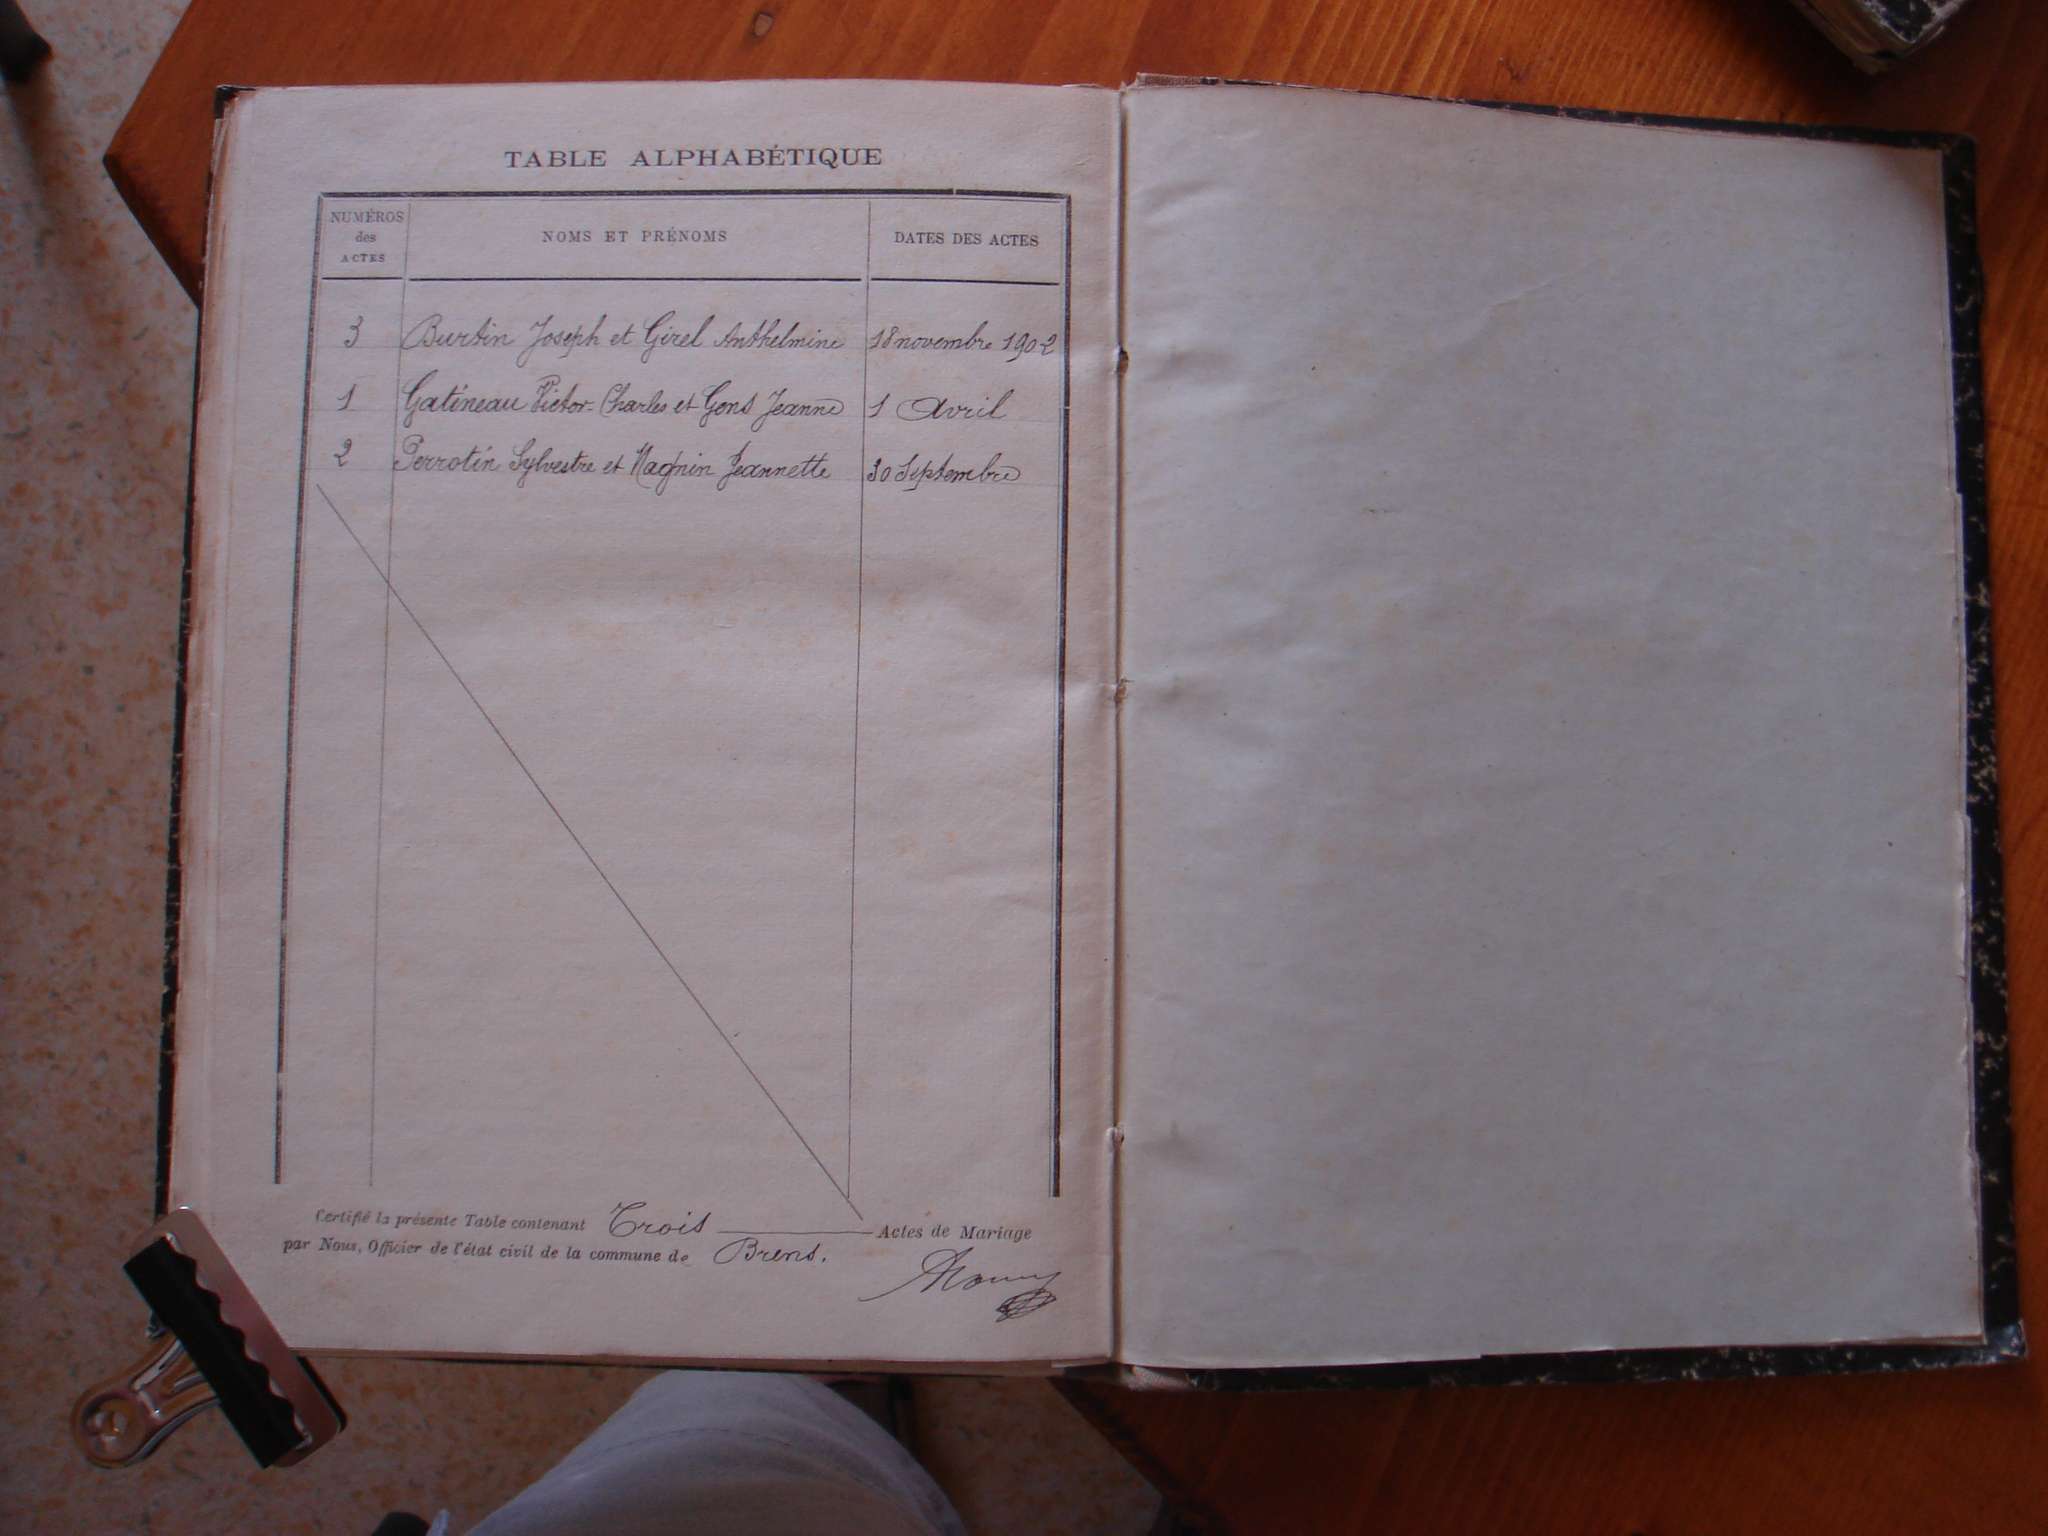 TABLE ALPHABÉTIQUE
NUMÉROS des ACTES NOMS ET PRÉNOMS DATES DES ACTES
3 Burtin Joseph et Girel Anthelmine 18 novembre 1902
1 Gatineau Victor-Charles et Gons Jeanne 1 Avril
2 Perrotin Sylvestre et Magnin Jeannette 30 Septembre
Certifié la présente Table contenant Trois Actes de Mariage
par Nous, Officier de l'état civil de la commune de Brens.